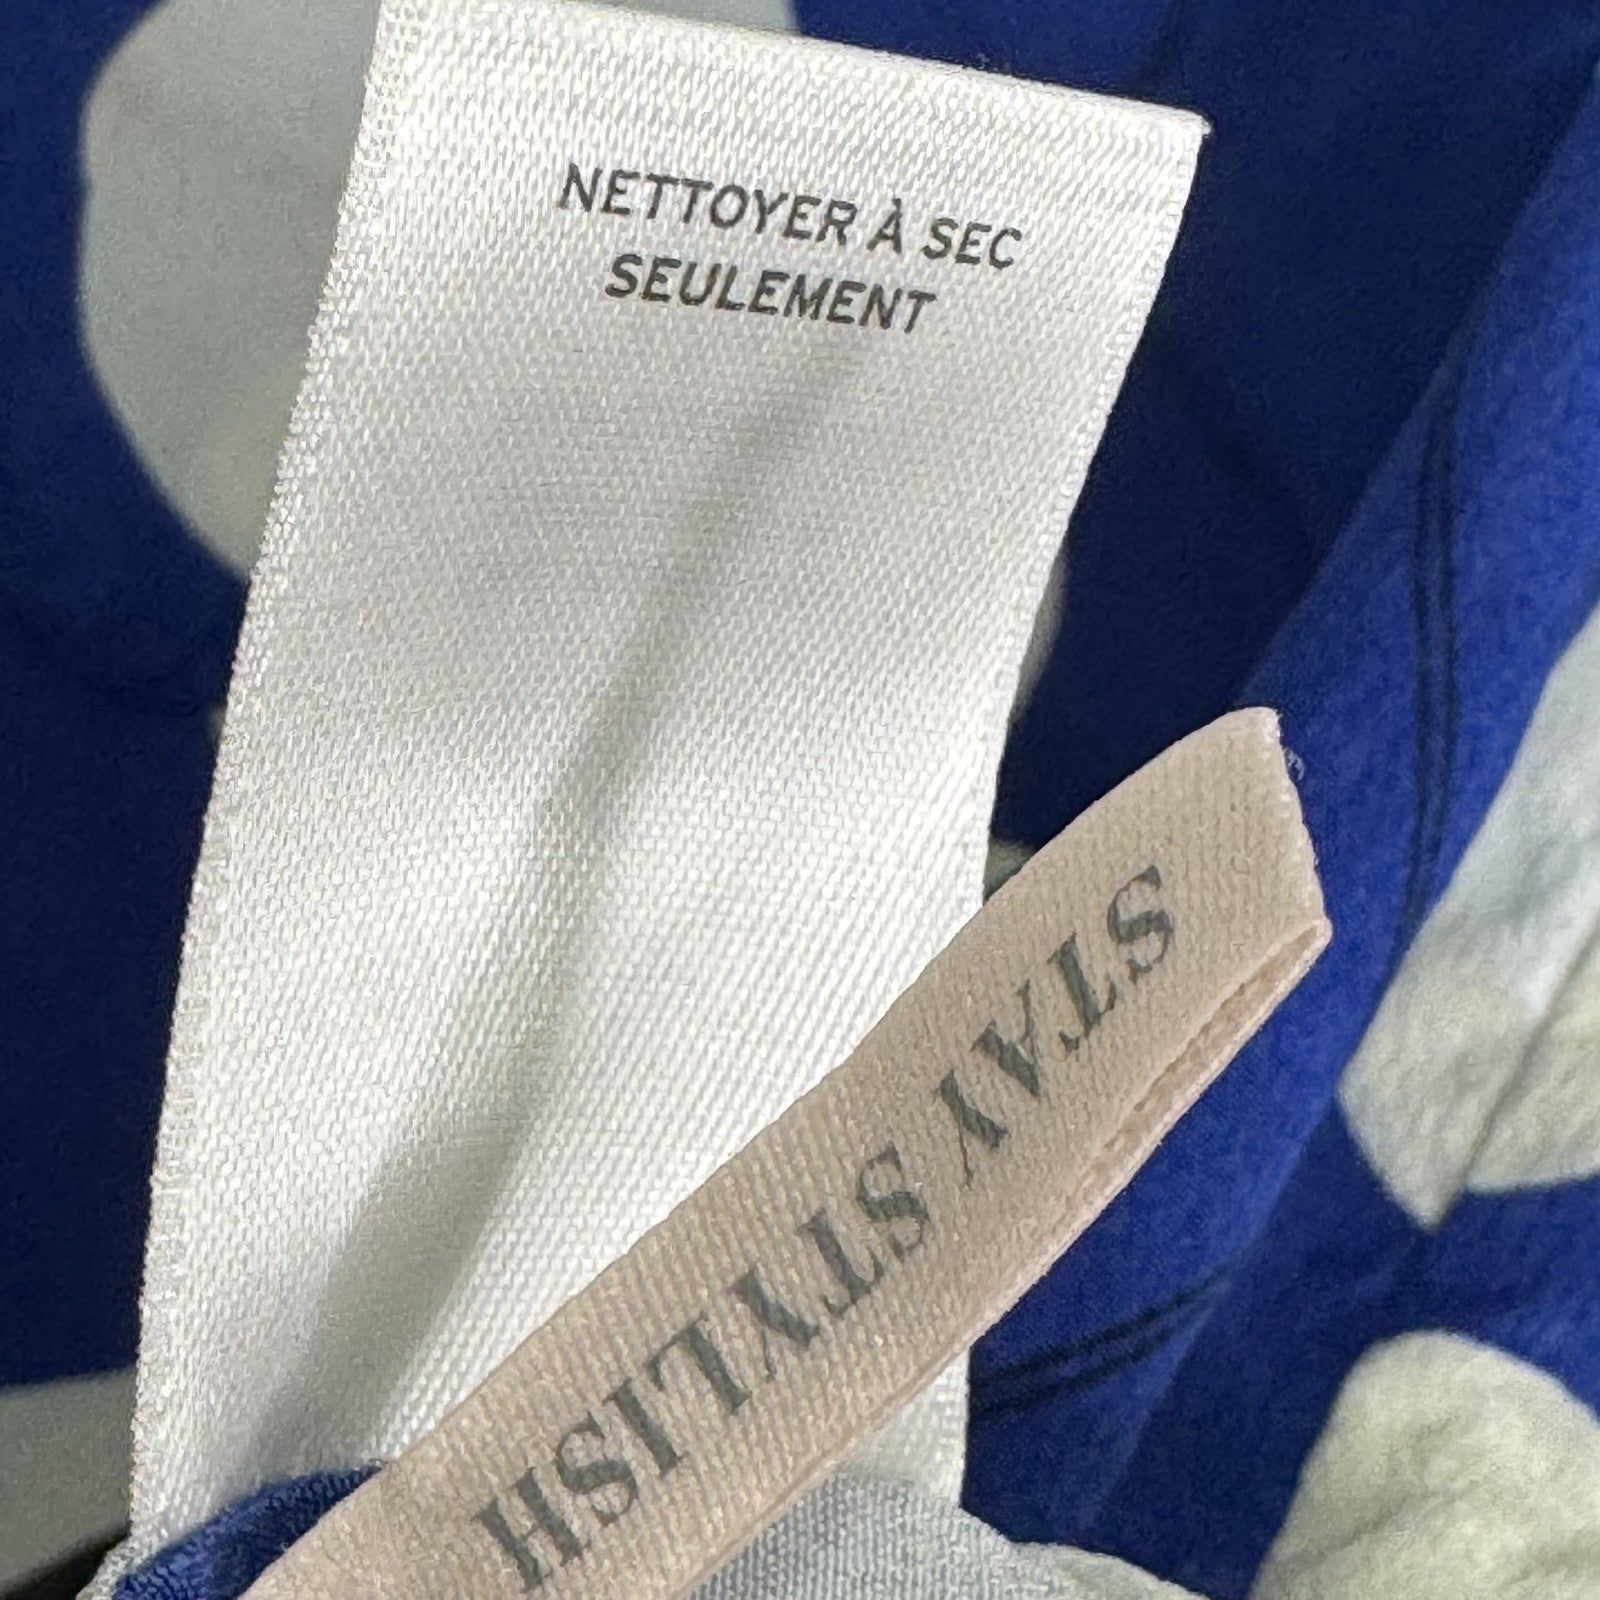 NETTOYER À SEC
SEULEMENT
STAY STYLISH